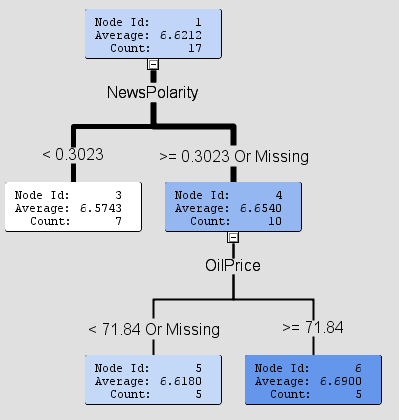 Node Id: 1
Average: 6.6212
Count: 17
NewsPolarity
< 0.3023
>= 0.3023 Or Missing
Node Id: 3
Average: 6.5743
Count: 7
Node Id: 4
Average: 6.6540
Count: 10
OilPrice
< 71.84 Or Missing
>= 71.84
Node Id: 5
Average: 6.6180
Count: 5
Node Id: 6
Average: 6.6900
Count: 5